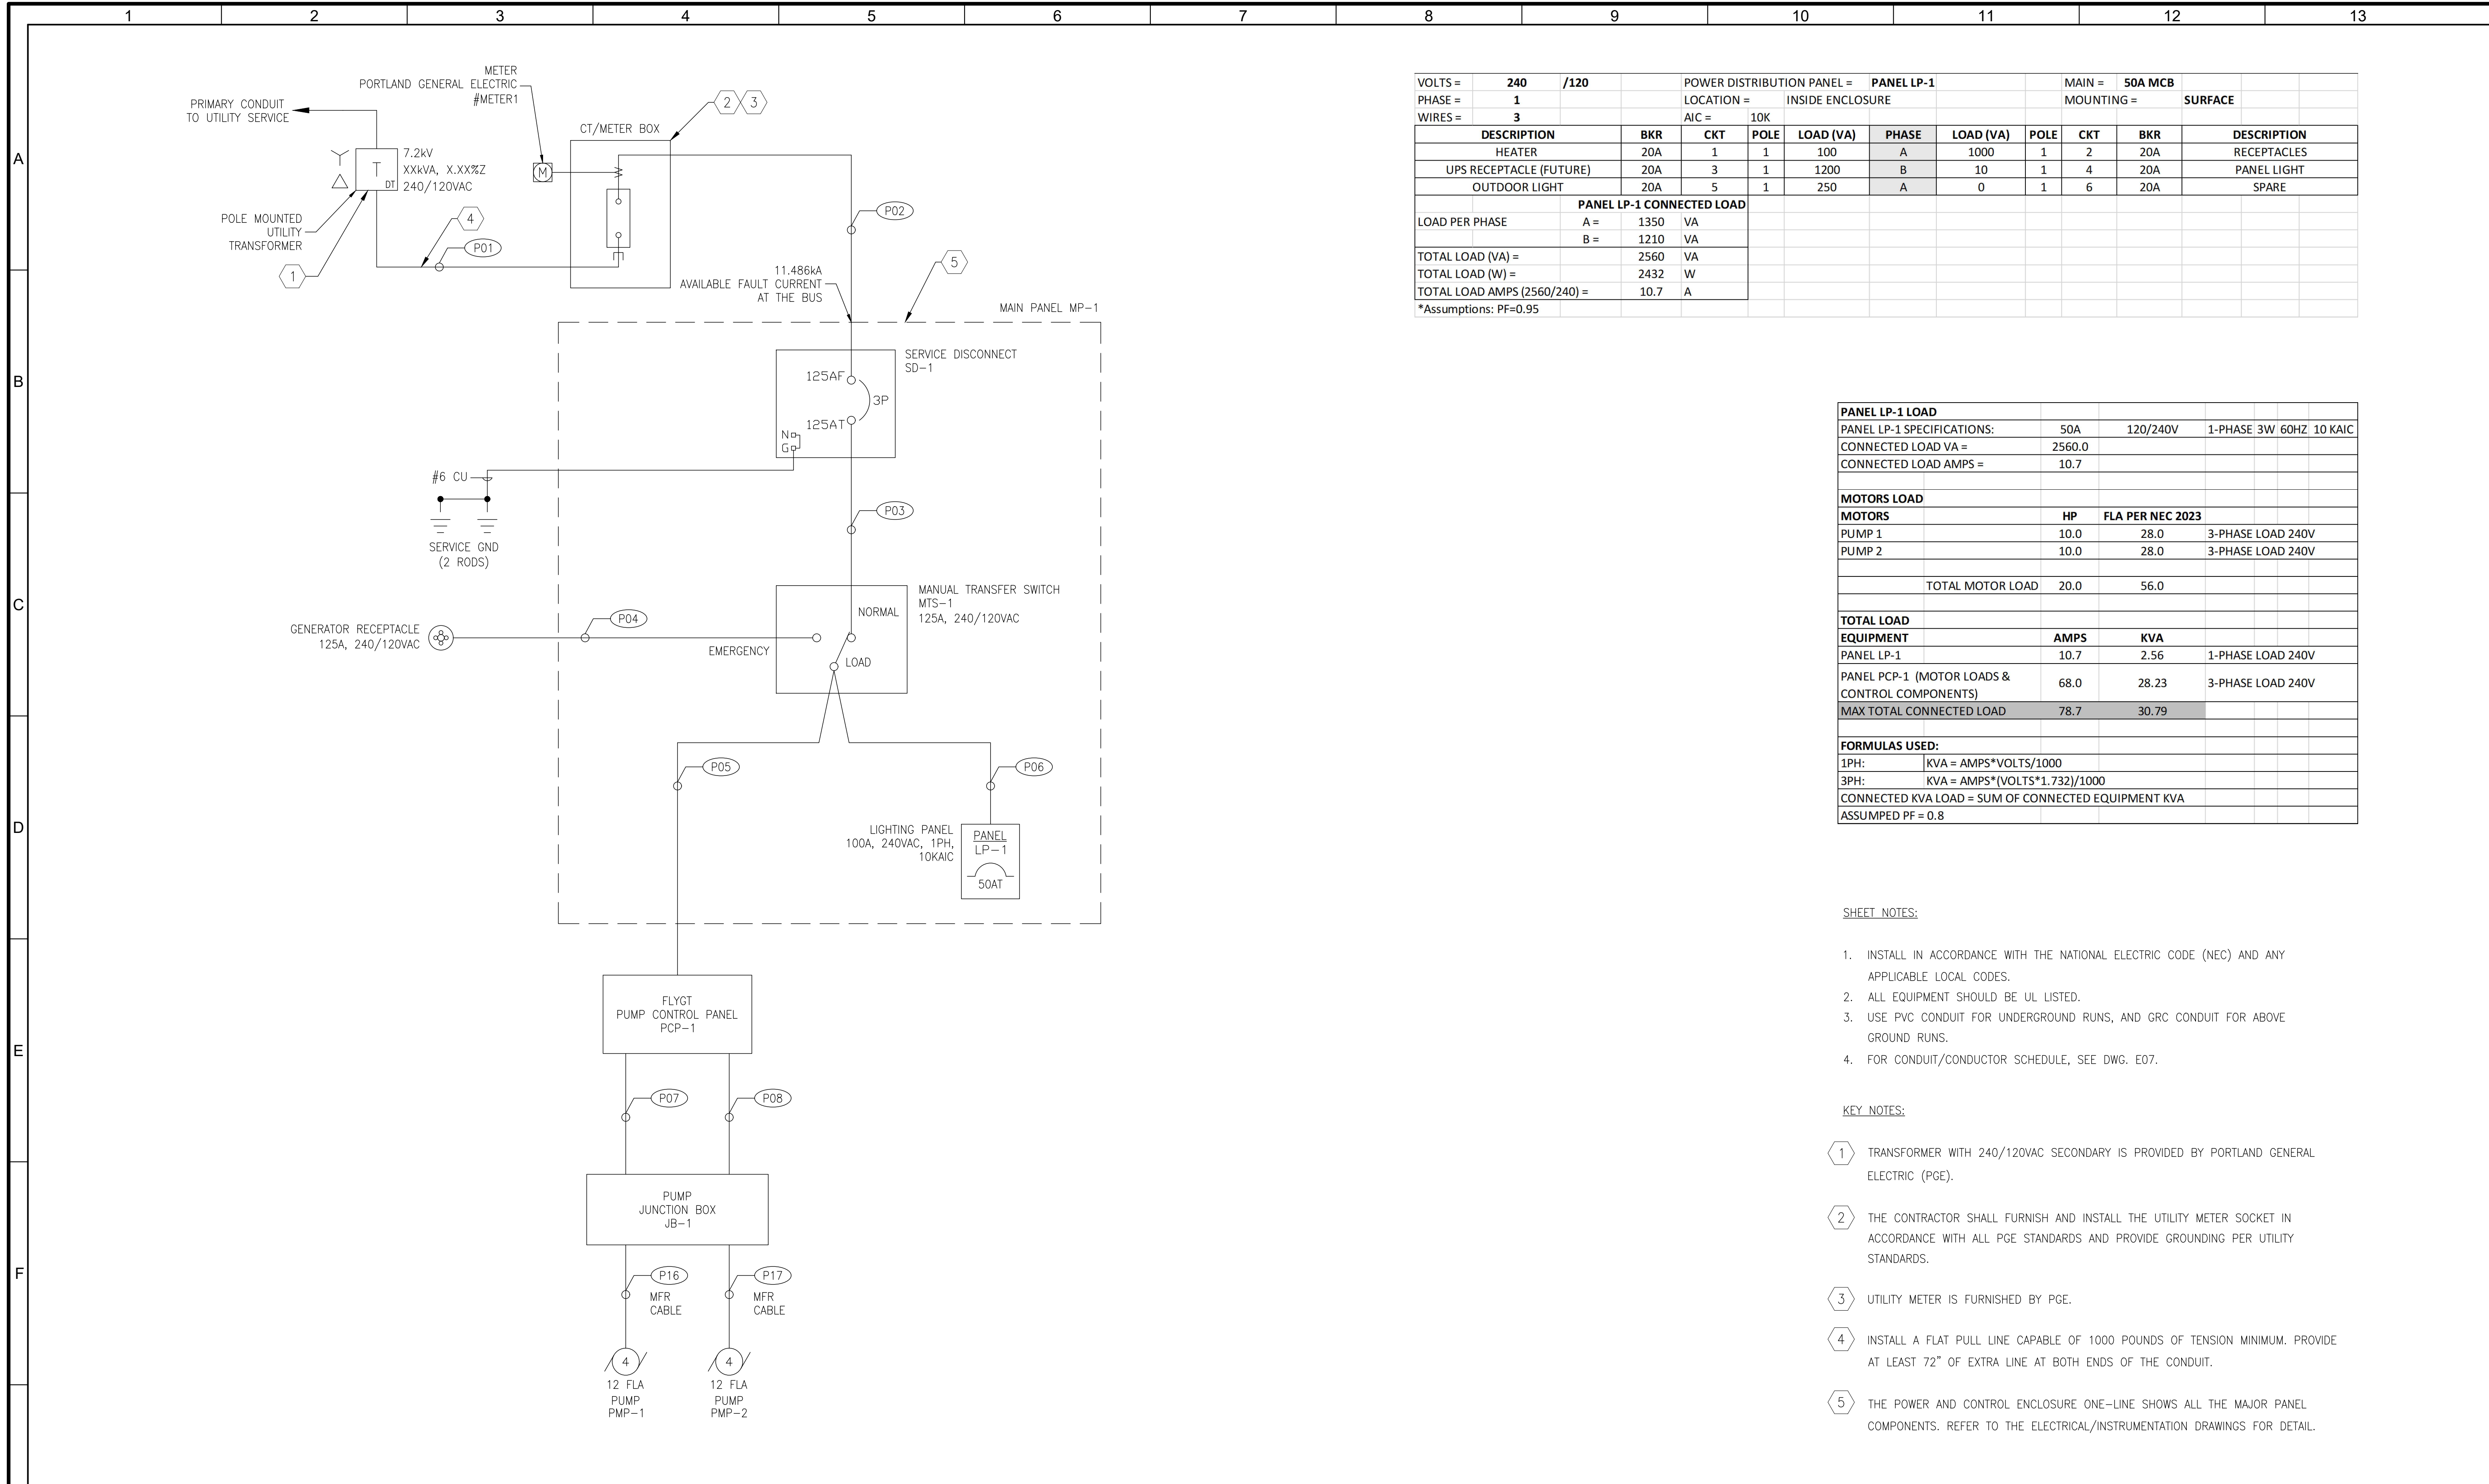 1 2 3 4 5 6 7 8 9 10 11 12 13
A
B
C
D
E
F
METER
PORTLAND GENERAL ELECTRIC
#METER1
PRIMARY CONDUIT
TO UTILITY SERVICE
2 3
CT/METER BOX
M
T
DT
7.2kV
XXkVA, X.XX%Z
240/120VAC
POLE MOUNTED
UTILITY
TRANSFORMER
4
P01
1
P02
11.486kA
AVAILABLE FAULT CURRENT
AT THE BUS
5
MAIN PANEL MP-1
SERVICE DISCONNECT
SD-1
125AF
3P
125AT
N
G
#6 CU
SERVICE GND
(2 RODS)
P03
MANUAL TRANSFER SWITCH
MTS-1
125A, 240/120VAC
NORMAL
P04
GENERATOR RECEPTACLE
125A, 240/120VAC
EMERGENCY
LOAD
P05
P06
LIGHTING PANEL
100A, 240VAC, 1PH,
10KAIC
PANEL
LP-1
50AT
FLYGT
PUMP CONTROL PANEL
PCP-1
P07
P08
PUMP
JUNCTION BOX
JB-1
P16
MFR
CABLE
P17
MFR
CABLE
4
12 FLA
PUMP
PMP-1
4
12 FLA
PUMP
PMP-2
VOLTS = 240 /120 POWER DISTRIBUTION PANEL = PANEL LP-1 MAIN = 50A MCB
PHASE = 1 LOCATION = INSIDE ENCLOSURE MOUNTING = SURFACE
WIRES = 3 AIC = 10K
DESCRIPTION BKR CKT POLE LOAD (VA) PHASE LOAD (VA) POLE CKT BKR DESCRIPTION
HEATER 20A 1 1 100 A 1000 1 2 20A RECEPTACLES
UPS RECEPTACLE (FUTURE) 20A 3 1 1200 B 10 1 4 20A PANEL LIGHT
OUTDOOR LIGHT 20A 5 1 250 A 0 1 6 20A SPARE
PANEL LP-1 CONNECTED LOAD
LOAD PER PHASE A = 1350 VA
B = 1210 VA
TOTAL LOAD (VA) = 2560 VA
TOTAL LOAD (W) = 2432 W
TOTAL LOAD AMPS (2560/240) = 10.7 A
*Assumptions: PF=0.95
PANEL LP-1 LOAD
PANEL LP-1 SPECIFICATIONS: 50A 120/240V 1-PHASE 3W 60HZ 10 KAIC
CONNECTED LOAD VA = 2560.0
CONNECTED LOAD AMPS = 10.7
MOTORS LOAD
MOTORS HP FLA PER NEC 2023
PUMP 1 10.0 28.0 3-PHASE LOAD 240V
PUMP 2 10.0 28.0 3-PHASE LOAD 240V
TOTAL MOTOR LOAD 20.0 56.0
TOTAL LOAD
EQUIPMENT AMPS KVA
PANEL LP-1 10.7 2.56 1-PHASE LOAD 240V
PANEL PCP-1 (MOTOR LOADS &
CONTROL COMPONENTS) 68.0 28.23 3-PHASE LOAD 240V
MAX TOTAL CONNECTED LOAD 78.7 30.79
FORMULAS USED:
1PH: KVA = AMPS*VOLTS/1000
3PH: KVA = AMPS*(VOLTS*1.732)/1000
CONNECTED KVA LOAD = SUM OF CONNECTED EQUIPMENT KVA
ASSUMPED PF = 0.8
SHEET NOTES:
1. INSTALL IN ACCORDANCE WITH THE NATIONAL ELECTRIC CODE (NEC) AND ANY
APPLICABLE LOCAL CODES.
2. ALL EQUIPMENT SHOULD BE UL LISTED.
3. USE PVC CONDUIT FOR UNDERGROUND RUNS, AND GRC CONDUIT FOR ABOVE
GROUND RUNS.
4. FOR CONDUIT/CONDUCTOR SCHEDULE, SEE DWG. E07.
KEY NOTES:
1 TRANSFORMER WITH 240/120VAC SECONDARY IS PROVIDED BY PORTLAND GENERAL
ELECTRIC (PGE).
2 THE CONTRACTOR SHALL FURNISH AND INSTALL THE UTILITY METER SOCKET IN
ACCORDANCE WITH ALL PGE STANDARDS AND PROVIDE GROUNDING PER UTILITY
STANDARDS.
3 UTILITY METER IS FURNISHED BY PGE.
4 INSTALL A FLAT PULL LINE CAPABLE OF 1000 POUNDS OF TENSION MINIMUM. PROVIDE
AT LEAST 72" OF EXTRA LINE AT BOTH ENDS OF THE CONDUIT.
5 THE POWER AND CONTROL ENCLOSURE ONE-LINE SHOWS ALL THE MAJOR PANEL
COMPONENTS. REFER TO THE ELECTRICAL/INSTRUMENTATION DRAWINGS FOR DETAIL.